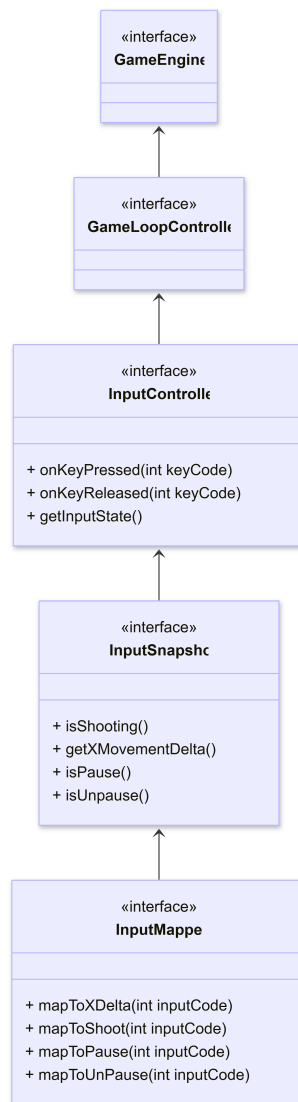 «interface»
GameEngine
«interface»
GameLoopControlle
«interface»
InputControlle
+ onKeyPressed(int keyCode)
+ onKeyReleased(int keyCode)
+ getInputState()
«interface»
InputSnapsho
+ isShooting()
+ getXMovementDelta()
+ isPause()
+ isUnpause()
«interface»
InputMappe
+ mapToXDelta(int inputCode)
+ mapToShoot(int inputCode)
+ mapToPause(int inputCode)
+ mapToUnPause(int inputCode)